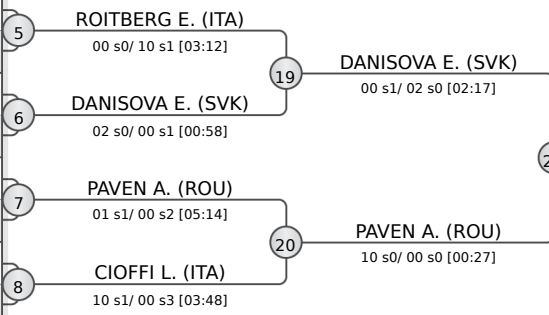 5
ROITBERG E. (ITA)
00 s0/ 10 s1 [03:12]
19
DANISOVA E. (SVK)
00 s1/ 02 s0 [02:17]
6
DANISOVA E. (SVK)
02 s0/ 00 s1 [00:58]
7
PAVEN A. (ROU)
01 s1/ 00 s2 [05:14]
20
PAVEN A. (ROU)
10 s0/ 00 s0 [00:27]
8
CIOFFI L. (ITA)
10 s1/ 00 s3 [03:48]